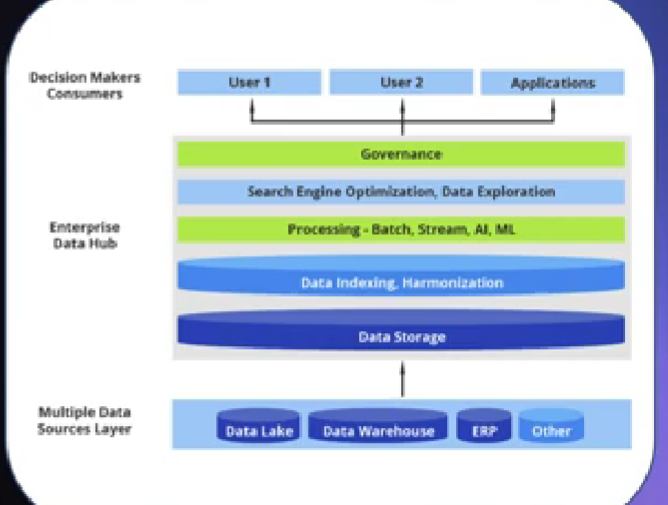 Decision Makers
Consumers
User 1
User 2
Applications
Governance
Search Engine Optimization, Data Exploration
Enterprise
Data Hub
Processing - Batch, Stream, AI, ML
Data Indexing, Harmonization
Data Storage
Multiple Data
Sources Layer
Data Lake
Data Warehouse
ERP
Other